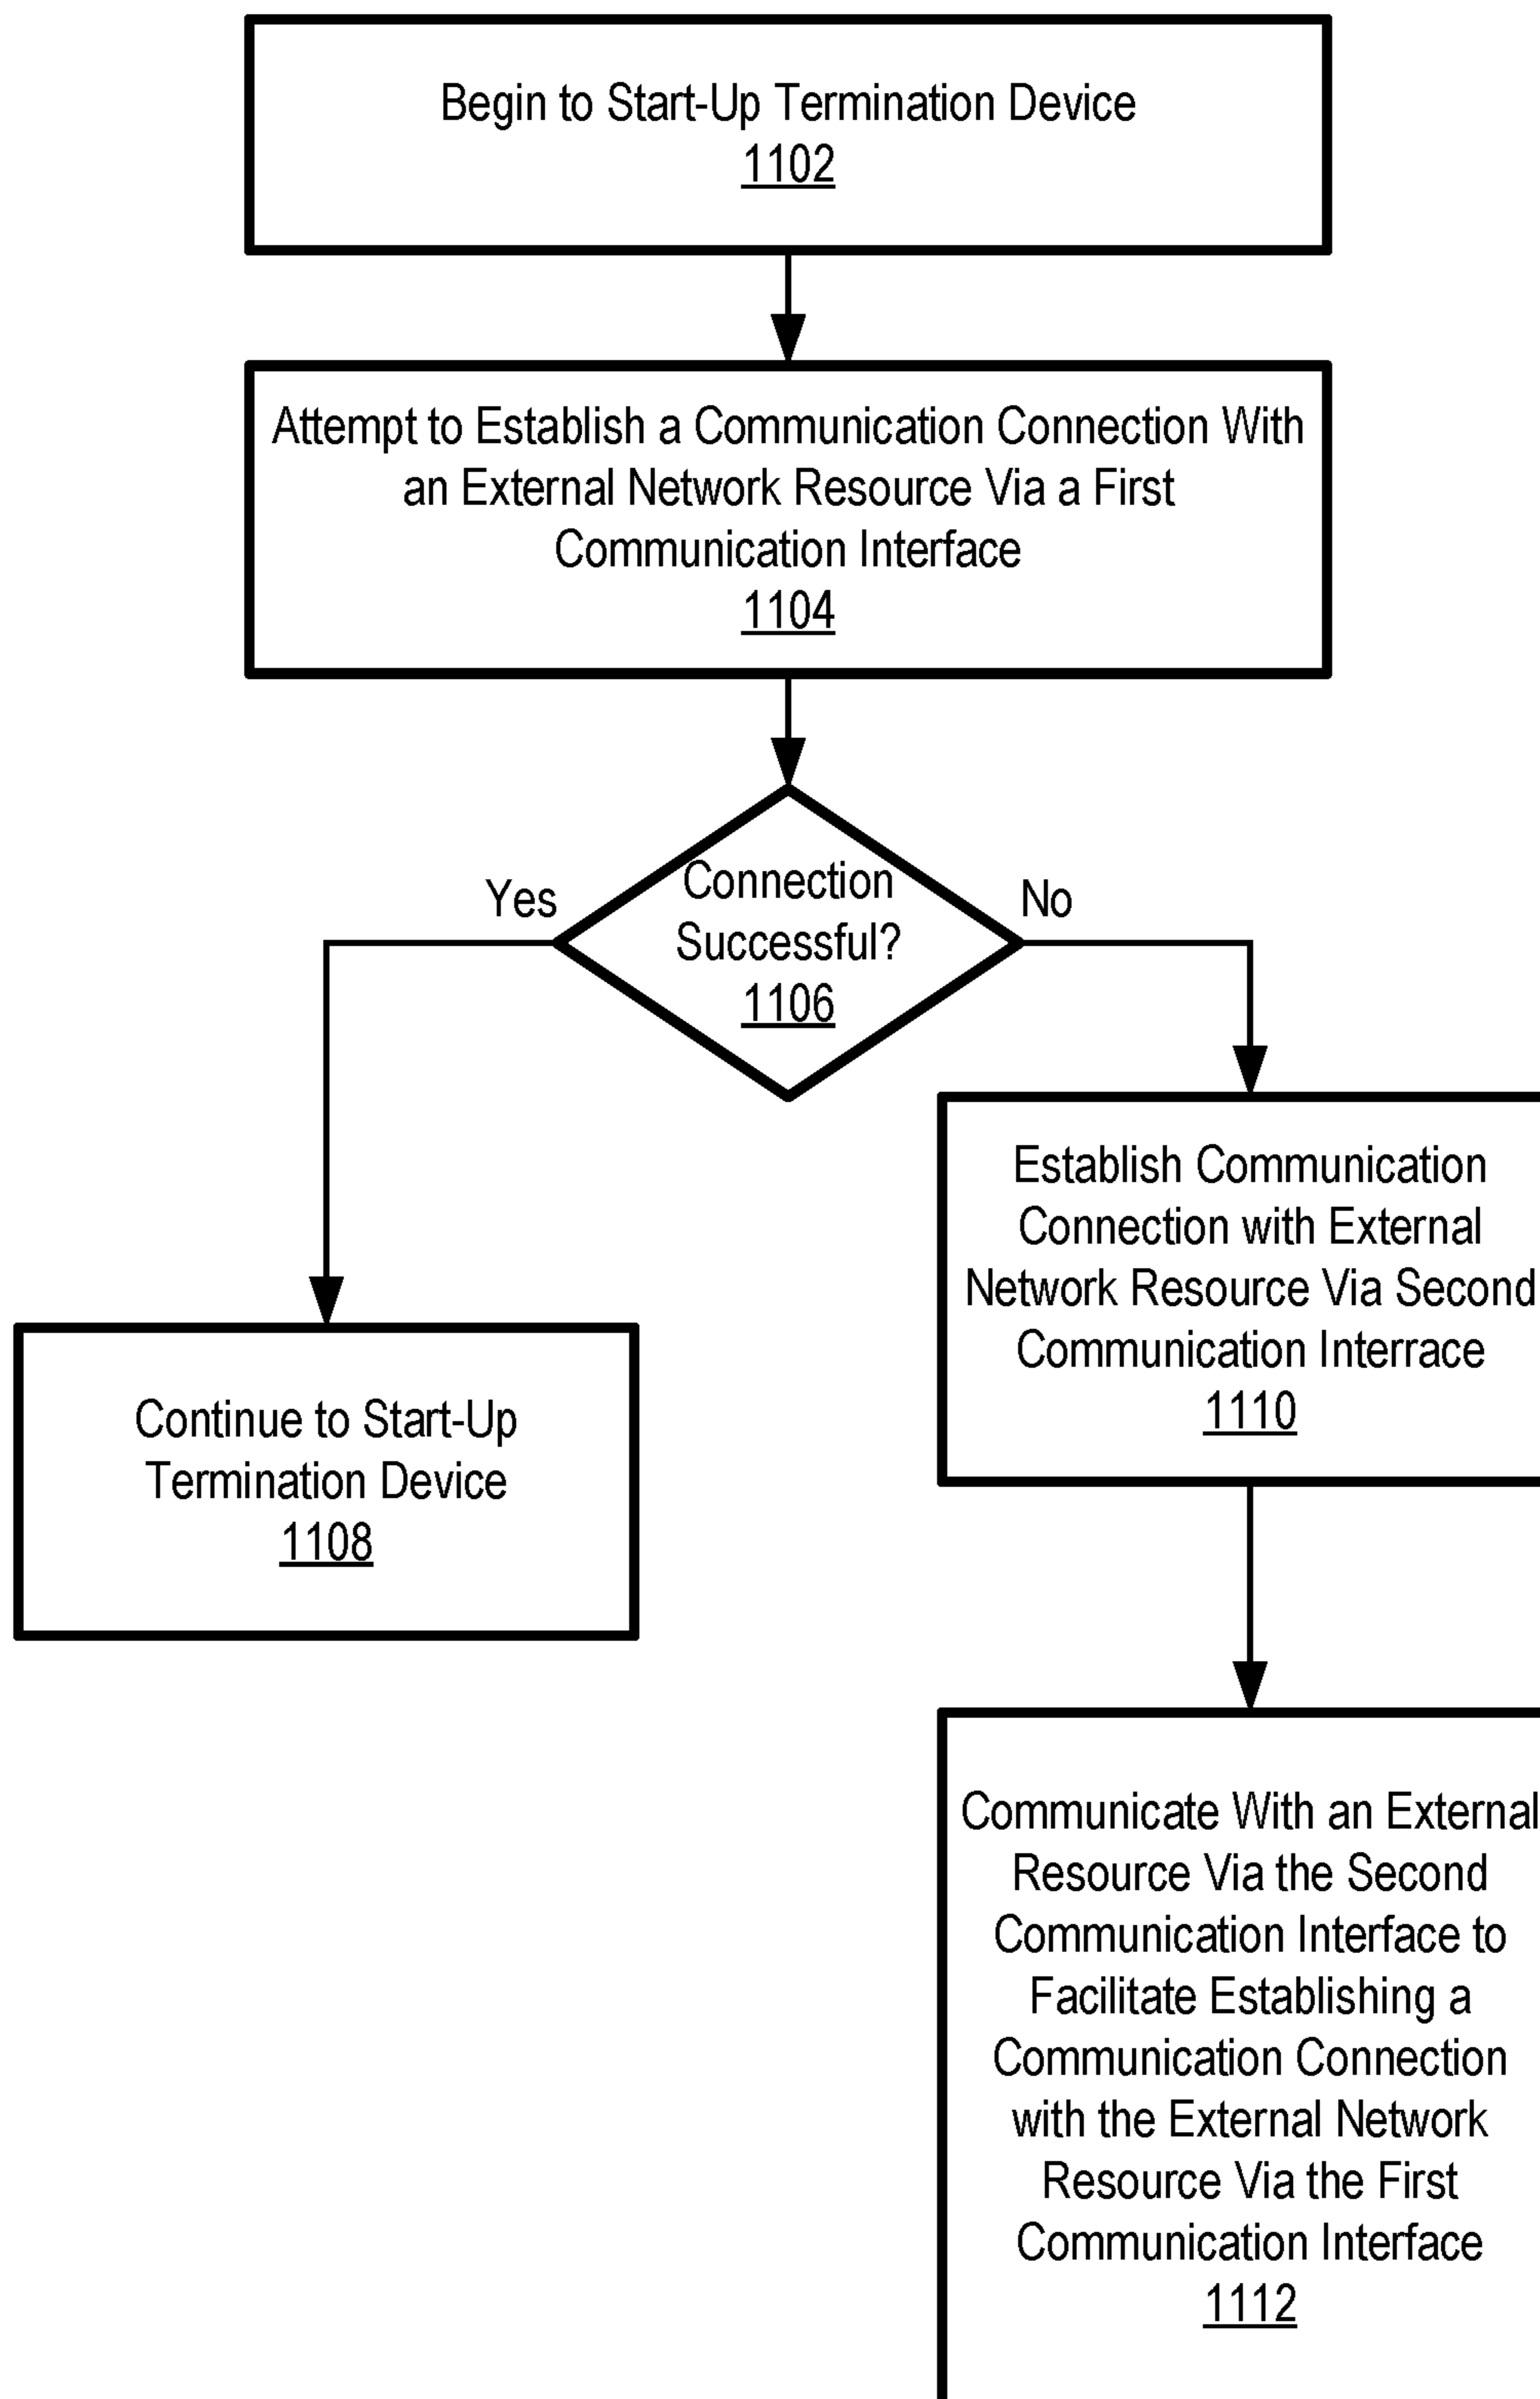 Begin to Start-Up Termination Device
1102
Attempt to Establish a Communication Connection With
an External Network Resource Via a First
Communication Interface
1104
Connection
Successful?
1106
Yes
No
Establish Communication
Connection with External
Network Resource Via Second
Communication Interrace
1110
Continue to Start-Up
Termination Device
1108
Communicate With an External
Resource Via the Second
Communication Interface to
Facilitate Establishing a
Communication Connection
with the External Network
Resource Via the First
Communication Interface
1112